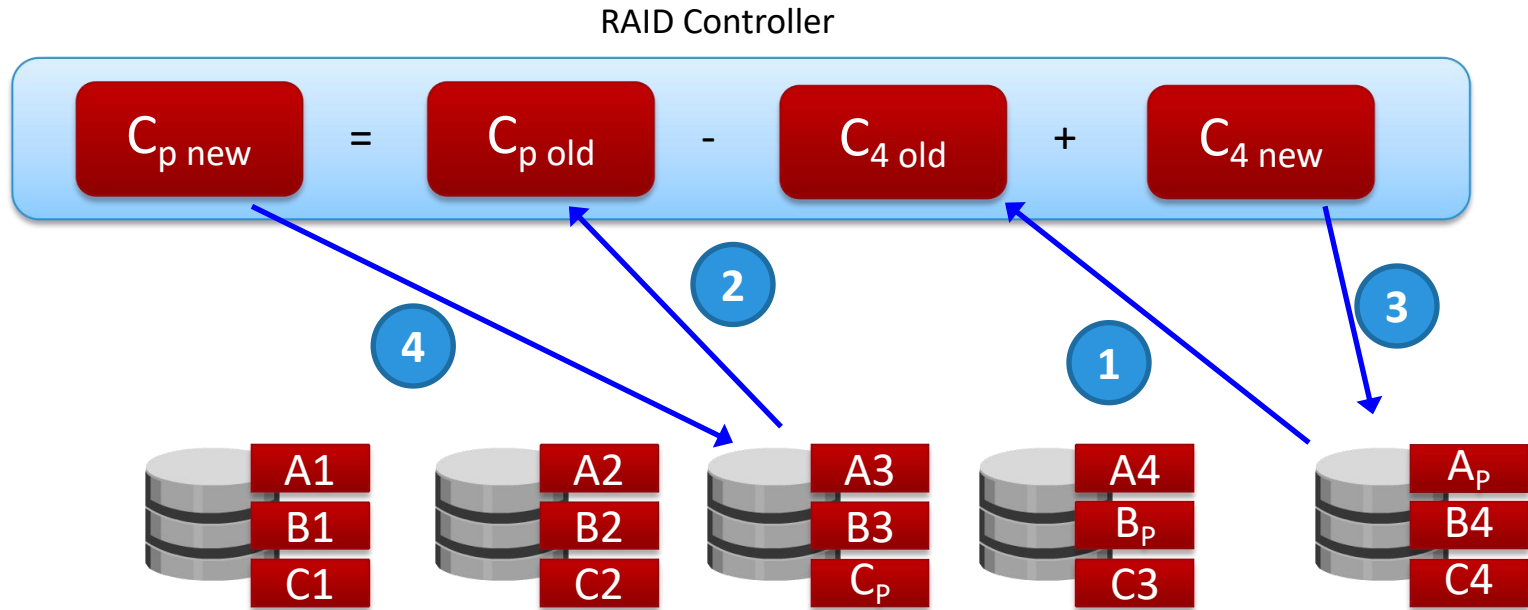 RAID Controller
Cp new = Cp old - C4 old + C4 new
2
3
4
1
A1 A2 A3 A4 AP
B1 B2 B3 BP B4
C1 C2 CP C3 C4